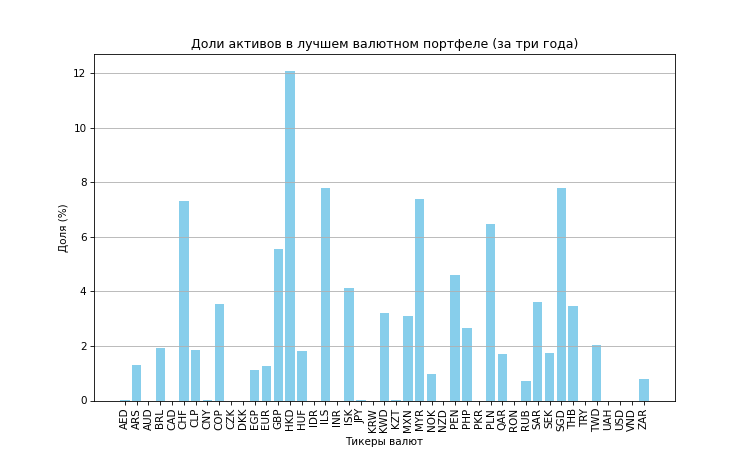 Доли активов в лучшем валютном портфеле (за три года)
Доля (%)
12
10
8
6
4
2
0
AED ARS AUD BRL CAD CHF CLP CNY COP CZK DKK EGP EUR GBP HKD HUF IDR ILS INR ISK JPY KRW KWD KZT MXN MYR NOK NZD PEN PHP PKR PLN QAR RON RUB SAR SEK SGD THB TRY TWD UAH USD VND ZAR
Тикеры валют